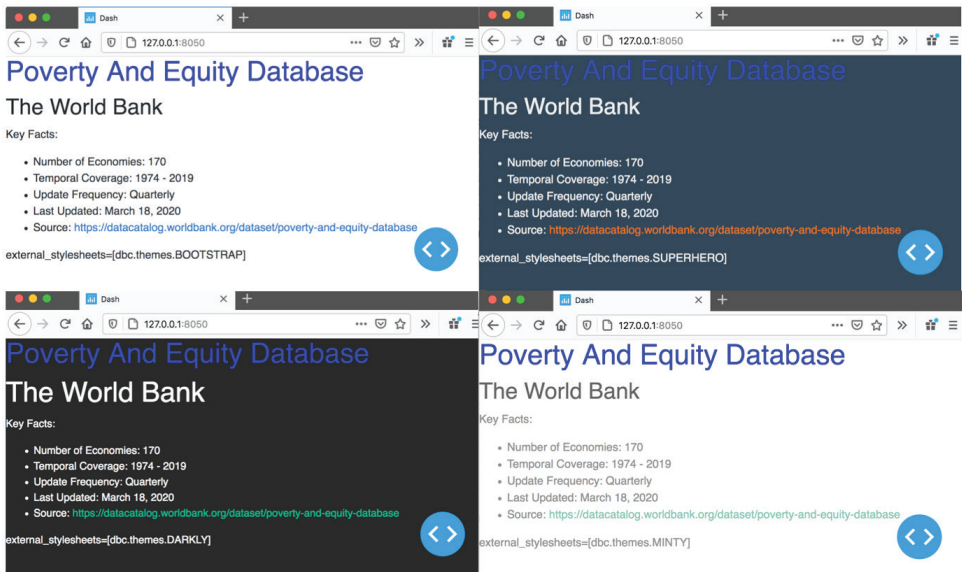 Dash
127.0.0.1:8050
Poverty And Equity Database
The World Bank
Key Facts:
• Number of Economies: 170
• Temporal Coverage: 1974 - 2019
• Update Frequency: Quarterly
• Last Updated: March 18, 2020
• Source: https://datacatalog.worldbank.org/dataset/poverty-and-equity-database
external_stylesheets=[dbc.themes.BOOTSTRAP]
Dash
127.0.0.1:8050
Poverty And Equity Database
The World Bank
Key Facts:
• Number of Economies: 170
• Temporal Coverage: 1974 - 2019
• Update Frequency: Quarterly
• Last Updated: March 18, 2020
• Source: https://datacatalog.worldbank.org/dataset/poverty-and-equity-database
external_stylesheets=[dbc.themes.SUPERHERO]
Dash
127.0.0.1:8050
Poverty And Equity Database
The World Bank
Key Facts:
• Number of Economies: 170
• Temporal Coverage: 1974 - 2019
• Update Frequency: Quarterly
• Last Updated: March 18, 2020
• Source: https://datacatalog.worldbank.org/dataset/poverty-and-equity-database
external_stylesheets=[dbc.themes.DARKLY]
Dash
127.0.0.1:8050
Poverty And Equity Database
The World Bank
Key Facts:
• Number of Economies: 170
• Temporal Coverage: 1974 - 2019
• Update Frequency: Quarterly
• Last Updated: March 18, 2020
• Source: https://datacatalog.worldbank.org/dataset/poverty-and-equity-database
external_stylesheets=[dbc.themes.MINTY]